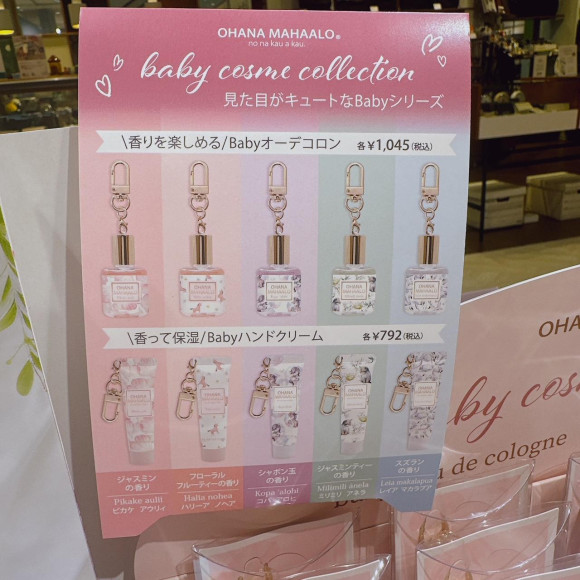 OHANA MAHAALO®
no na kau a kau.
baby cosme collection
見た目がキュートなBabyシリーズ
\香りを楽しめる/Babyオーデコロン 各¥1,045(税込)
\香って保湿/Babyハンドクリーム 各¥792(税込)
ジャスミン
の香り
Pikake aulii
ピカケ アウリィ
フローラル
フルーティーの香り
Halia nohea
ハリーア ノヘア
シャボン玉
の香り
ジャスミンティー
の香り
Milimili anela
ミリミリ アネラ
スズラン
の香り
Leia makalapua
レイア マカラプア
OHANA
baby cosme
de cologne